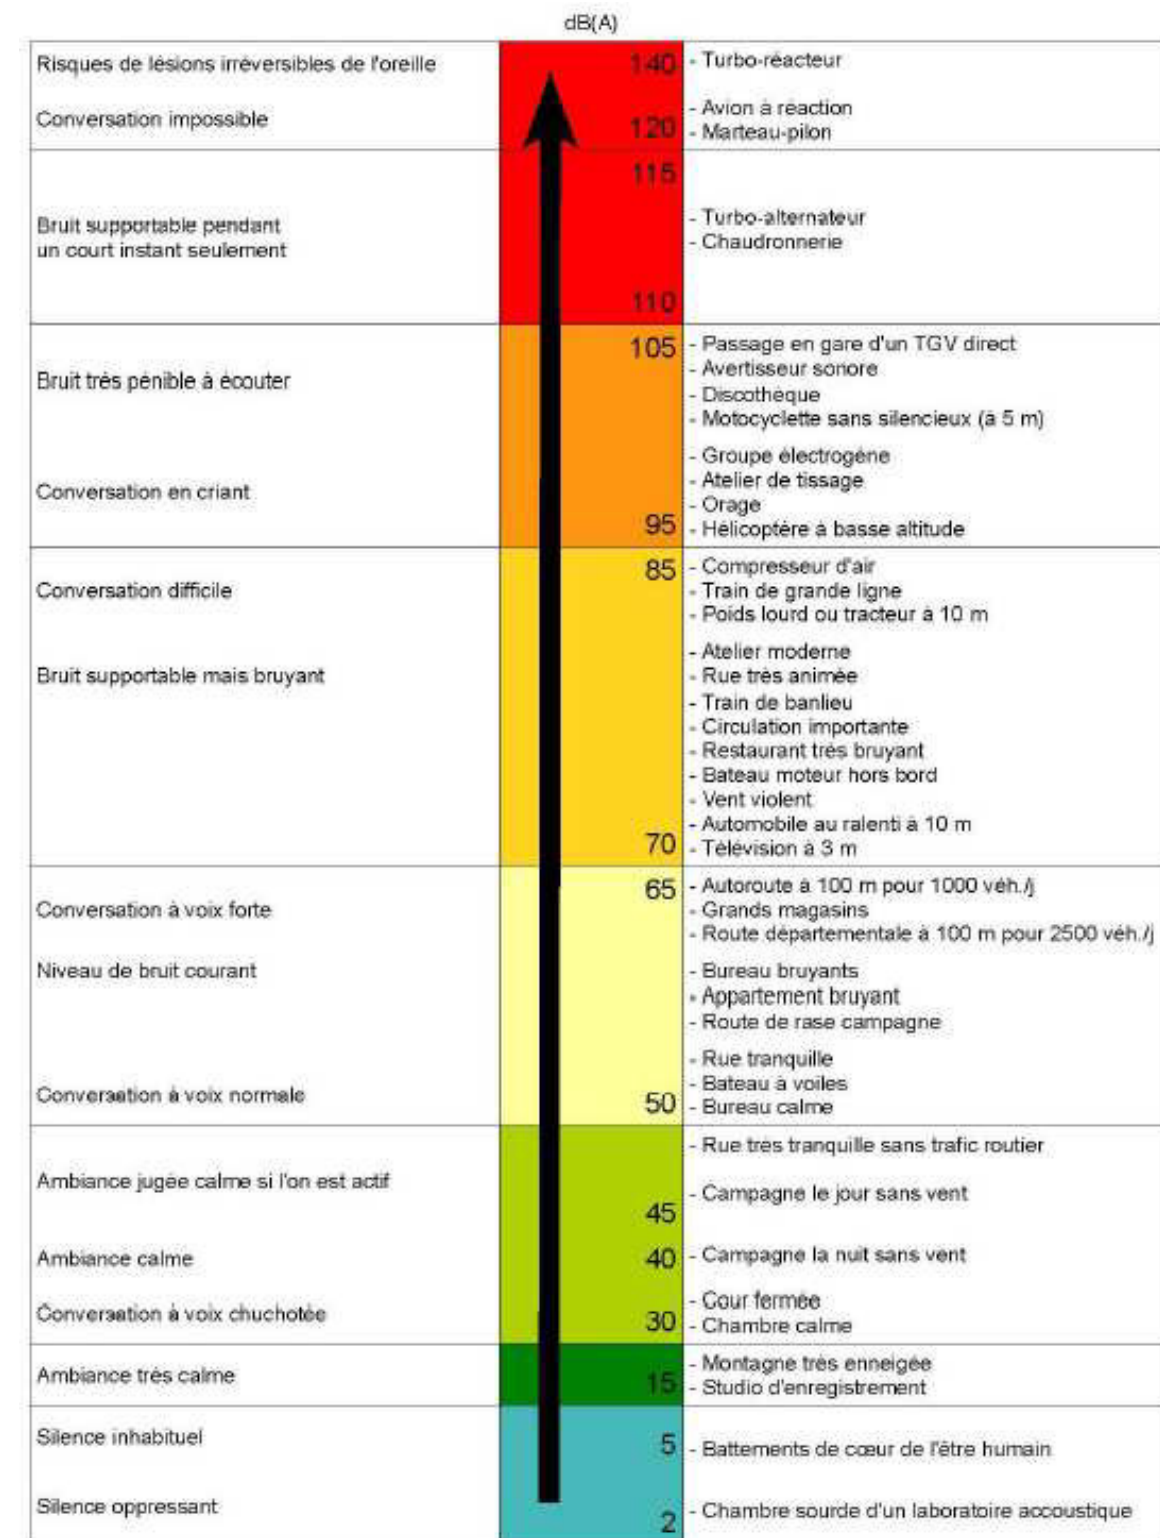 dB(A)
Risques de lésions irréversibles de l'oreille
140
- Turbo-réacteur
Conversation impossible
120
- Avion à réaction
- Marteau-pilon
115
Bruit supportable pendant
un court instant seulement
- Turbo-alternateur
- Chaudronnerie
110
105
- Passage en gare d'un TGV direct
- Avertisseur sonore
Bruit très pénible à écouter
- Discothèque
- Motocyclette sans silencieux (à 5 m)
- Groupe électrogène
- Atelier de tissage
Conversation en criant
- Orage
95
- Hélicoptère à basse altitude
85
- Compresseur d'air
Conversation difficile
- Train de grande ligne
- Poids lourd ou tracteur à 10 m
- Atelier moderne
Bruit supportable mais bruyant
- Rue très animée
- Train de banlieu
- Circulation importante
- Restaurant très bruyant
- Bateau moteur hors bord
- Vent violent
- Automobile au ralenti à 10 m
70
- Télévision à 3 m
65
- Autoroute à 100 m pour 1000 véh./j
Conversation à voix forte
- Grands magasins
- Route départementale à 100 m pour 2500 véh./j
Niveau de bruit courant
- Bureau bruyants
- Appartement bruyant
- Route de rase campagne
- Rue tranquille
- Bateau à voiles
Conversation à voix normale
50
- Bureau calme
- Rue très tranquille sans trafic routier
Ambiance jugée calme si l'on est actif
- Campagne le jour sans vent
45
Ambiance calme
40
- Campagne la nuit sans vent
Conversation à voix chuchotée
- Cour fermée
30
- Chambre calme
Ambiance très calme
- Montagne très enneigée
15
- Studio d'enregistrement
Silence inhabituel
5
- Battements de cœur de l'être humain
Silence oppressant
2
- Chambre sourde d'un laboratoire accoustique